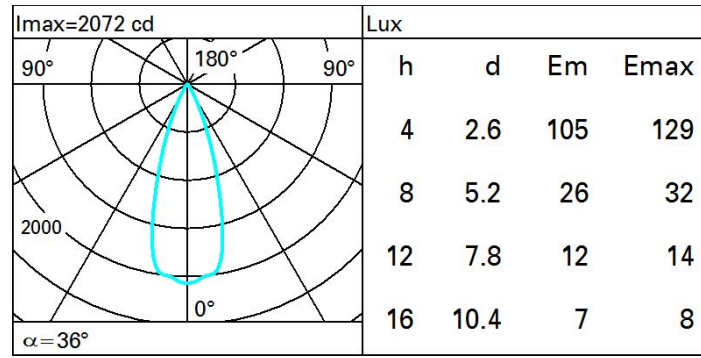 Imax=2072 cd
Lux
90° 180° 90°
h d Em Emax
4 2.6 105 129
8 5.2 26 32
2000
12 7.8 12 14
0°
16 10.4 7 8
α=36°